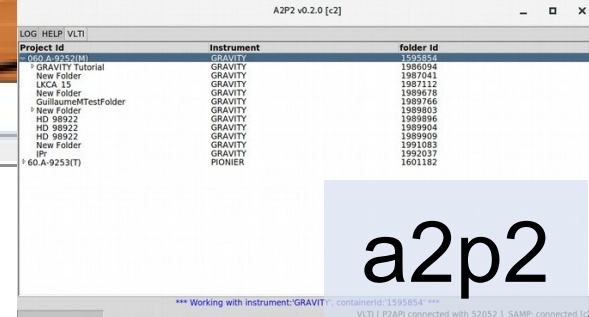 A2P2 v0.2.0 [c2]
LOG HELP VLTI
Project Id Instrument folder Id
060.A-9252(M) GRAVITY 1595854
GRAVITY Tutorial GRAVITY 1986094
New Folder GRAVITY 1987041
LKCA 15 GRAVITY 1987112
New Folder GRAVITY 1989678
GuillaumeMTestFolder GRAVITY 1989766
New Folder GRAVITY 1989803
HD 98922 GRAVITY 1989896
HD 98922 GRAVITY 1989904
HD 98922 GRAVITY 1989909
New Folder GRAVITY 1991083
JPr GRAVITY 1992037
60.A-9253(T) PIONIER 1601182
a2p2
*** Working with instrument:'GRAVITY', containerId:'1595854' ***
VLTI [ P2API connected with 52052 ] SAMP: connected [c2